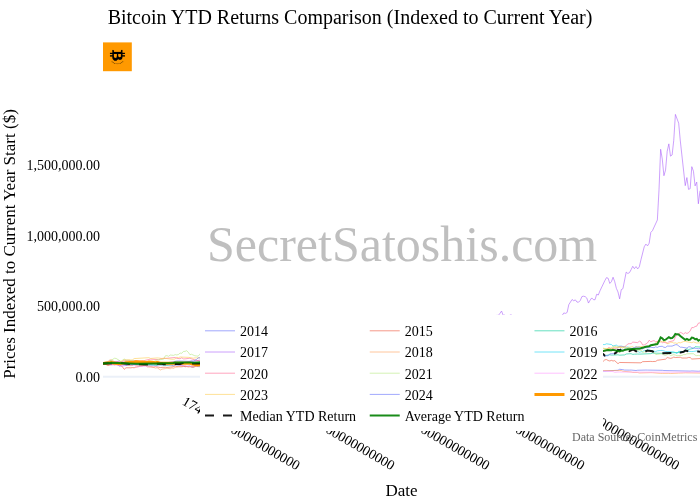 Bitcoin YTD Returns Comparison (Indexed to Current Year)
Prices Indexed to Current Year Start ($)
1,500,000.00
1,000,000.00
500,000.00
0.00
SecretSatoshis.com
2014 2015 2016
2017 2018 2019
2020 2021 2022
2023 2024 2025
Median YTD Return Average YTD Return
Data Source: CoinMetrics
Date